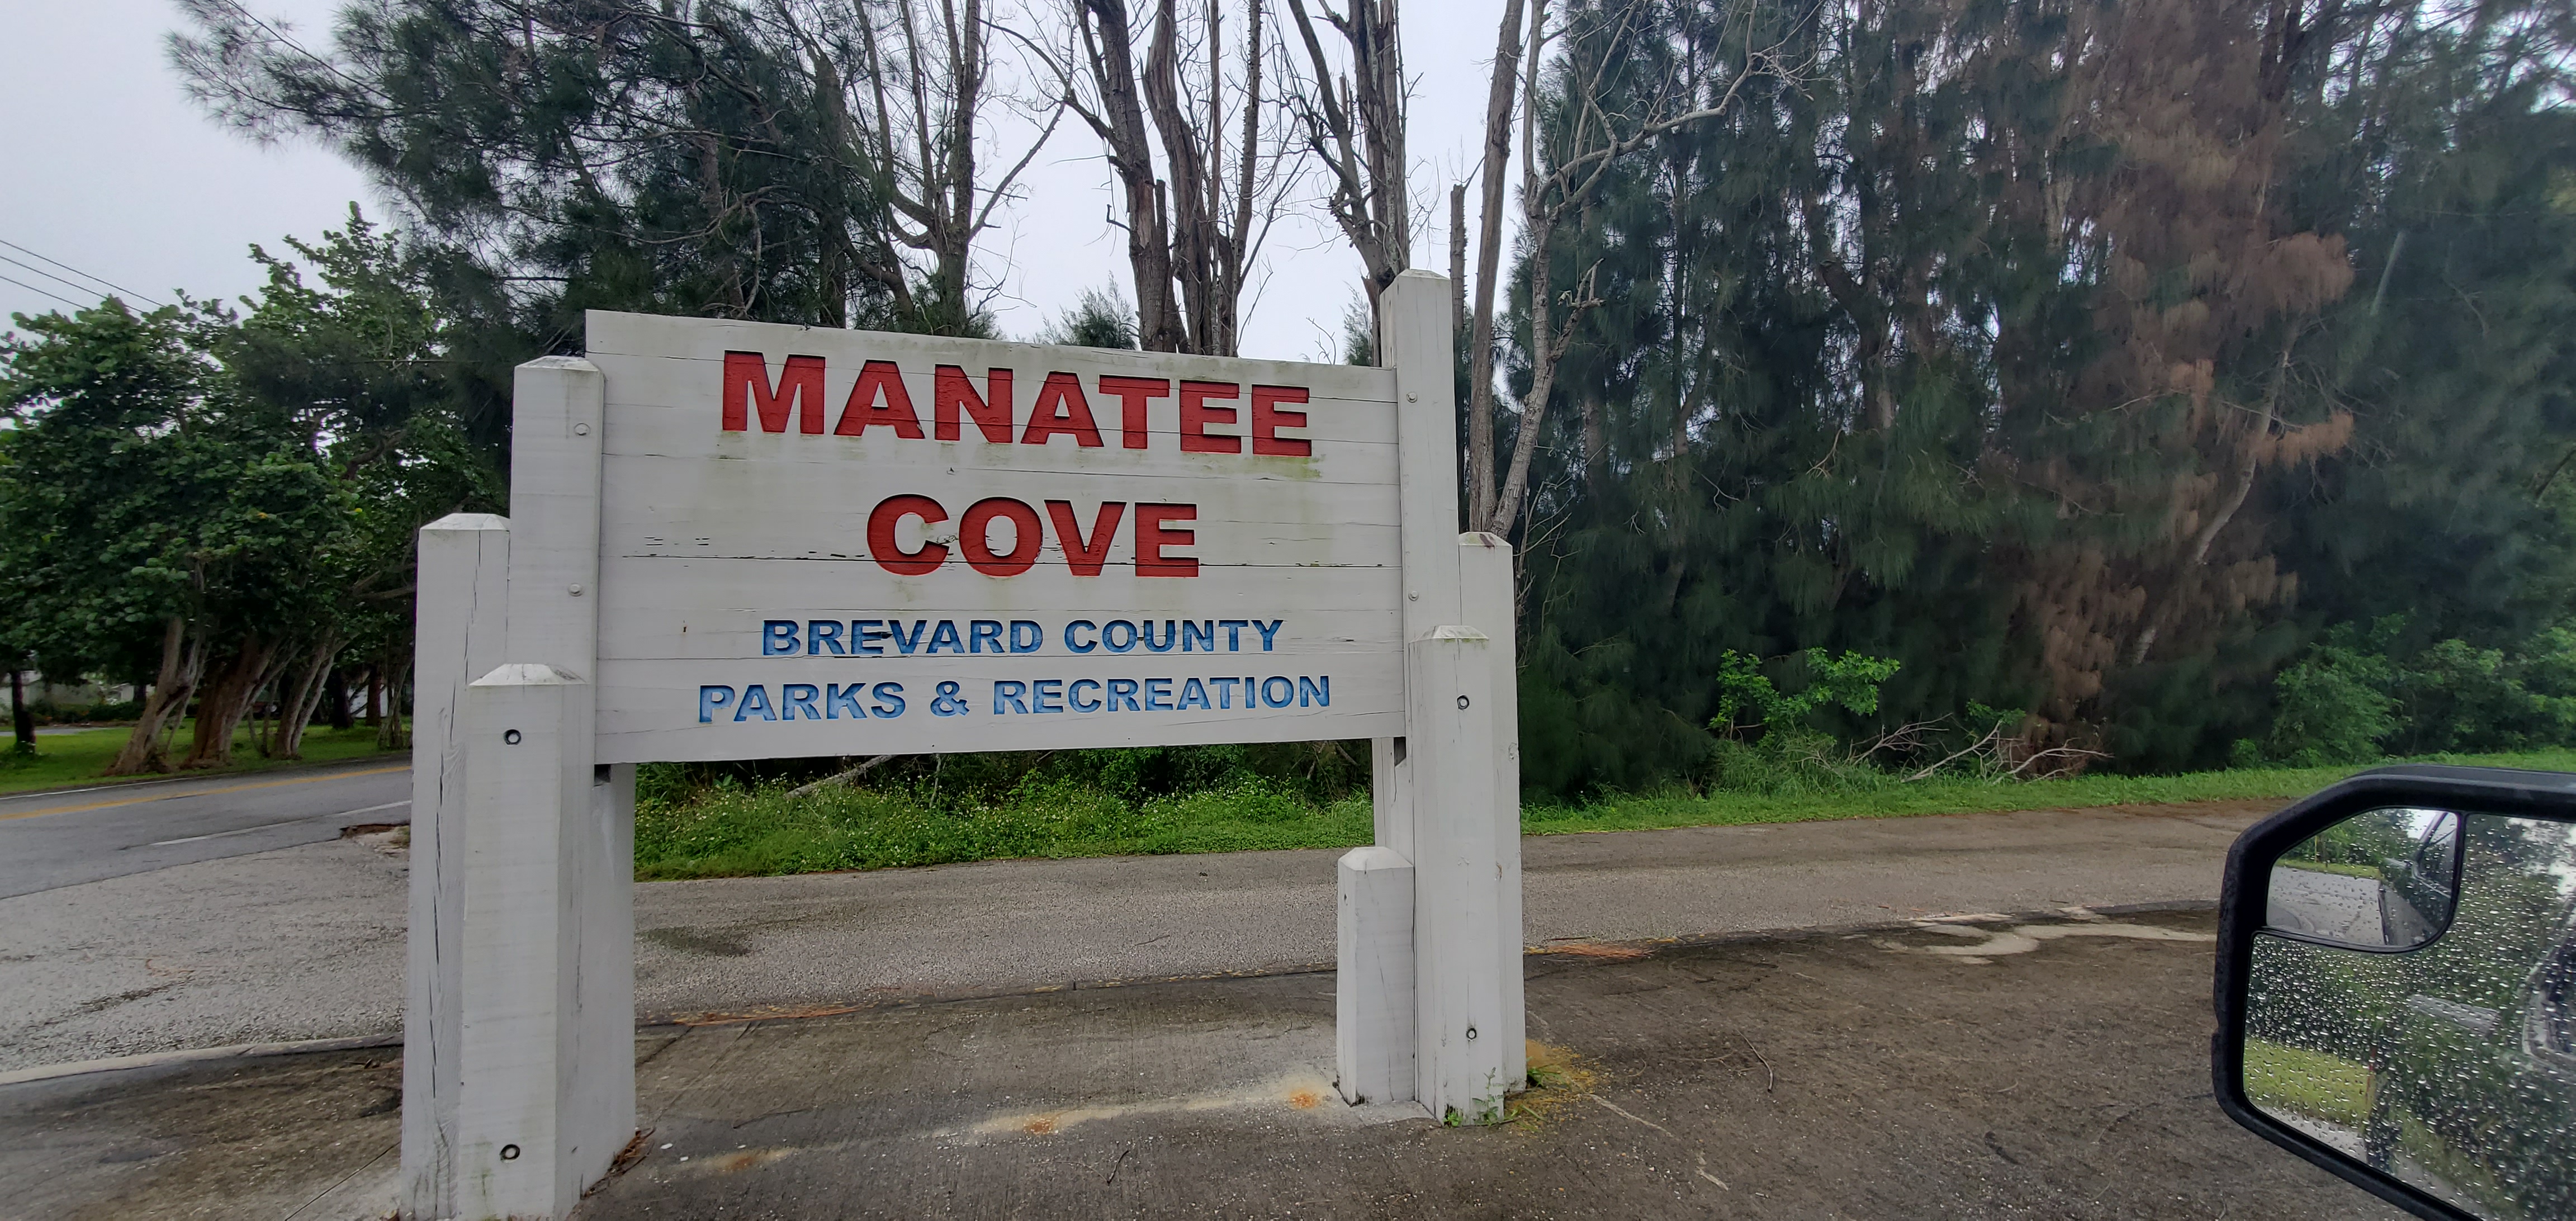 MANATEE
COVE
BREVARD COUNTY
PARKS & RECREATION